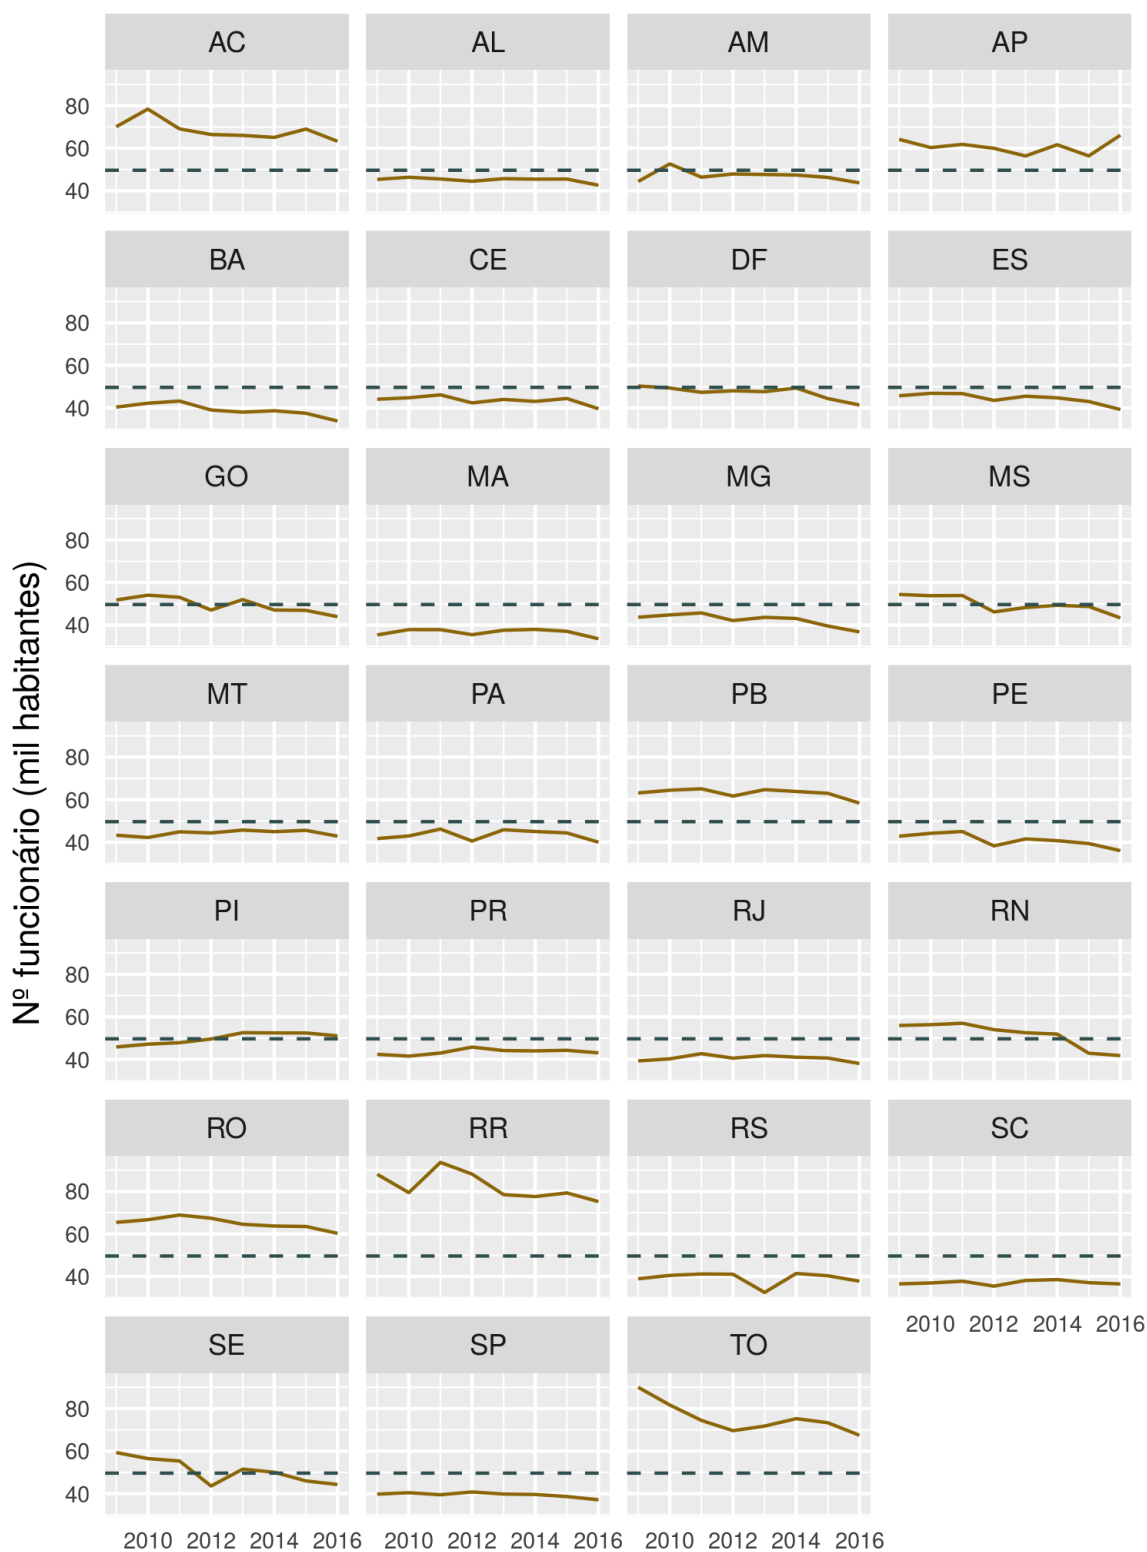 AC AL AM AP
80
60
40
BA CE DF ES
80
60
40
GO MA MG MS
80
60
40
Nº funcionário (mil habitantes)
MT PA PB PE
80
60
40
PI PR RJ RN
80
60
40
RO RR RS SC
80
60
40
2010 2012 2014 2016
SE SP TO
80
60
40
2010 2012 2014 2016 2010 2012 2014 2016 2010 2012 2014 2016